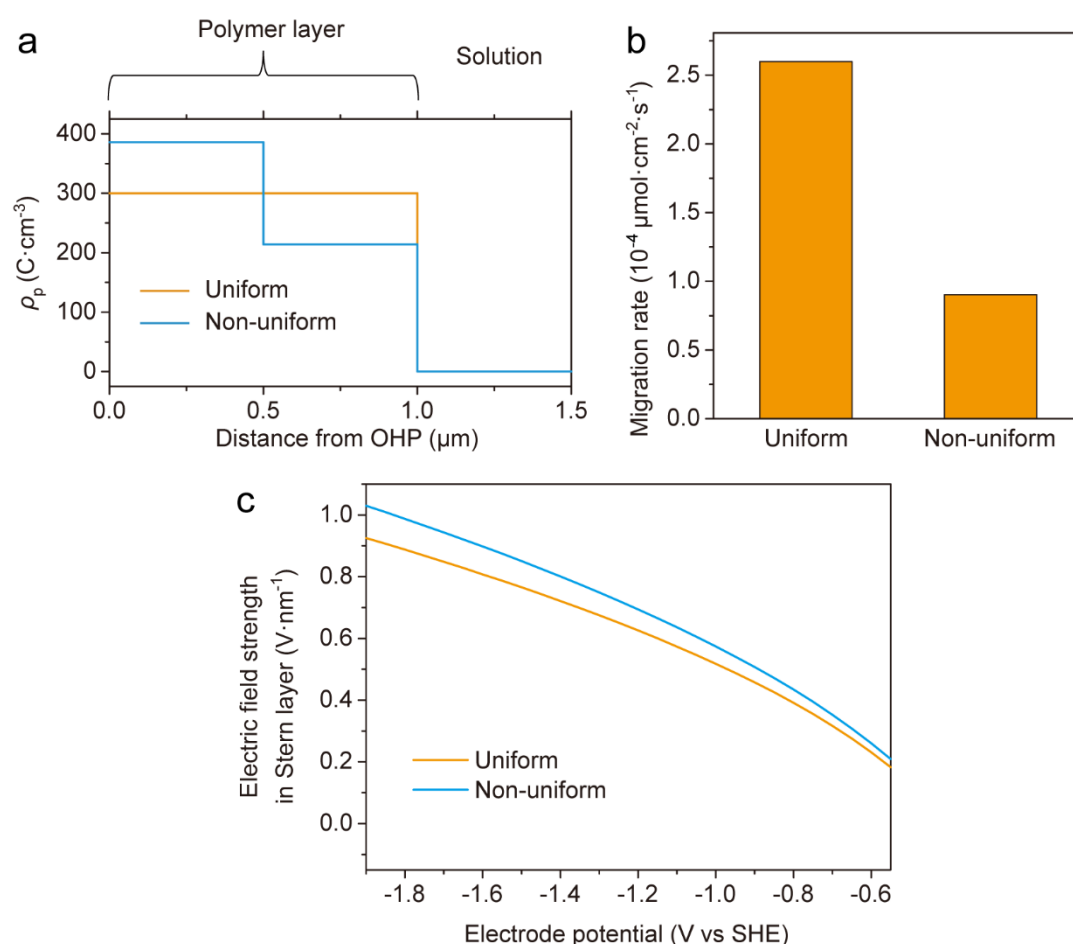 a
Polymer layer
Solution
400
300
200
100
0
ρp (C·cm⁻³)
Uniform
Non-uniform
0.0 0.5 1.0 1.5
Distance from OHP (μm)
b
2.5
2.0
1.5
1.0
0.5
0.0
Migration rate (10⁻⁴ μmol·cm⁻²·s⁻¹)
Uniform Non-uniform
c
1.0
0.8
0.6
0.4
0.2
0.0
Electric field strength
in Stern layer (V·nm⁻¹)
Uniform
Non-uniform
-1.8 -1.6 -1.4 -1.2 -1.0 -0.8 -0.6
Electrode potential (V vs SHE)